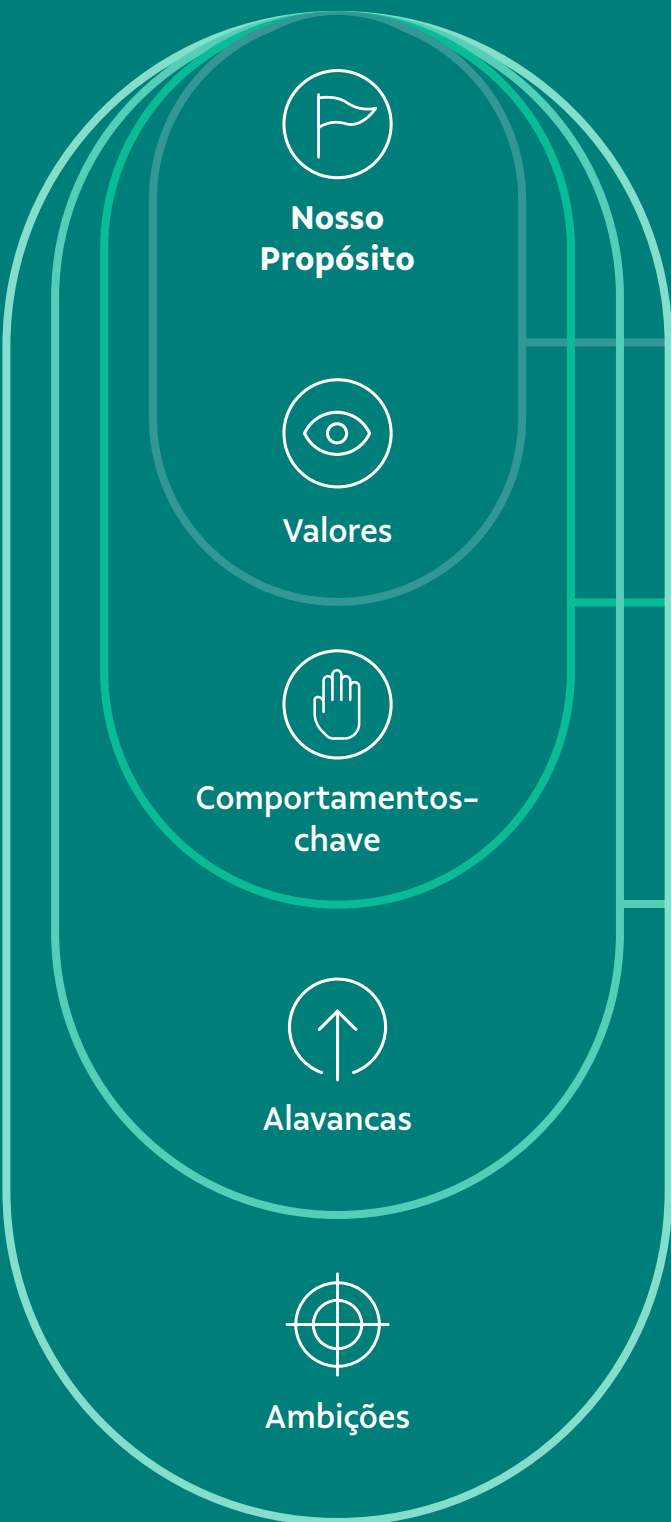 Nosso
Propósito
Valores
Comportamentos-
chave
Alavancas
Ambições